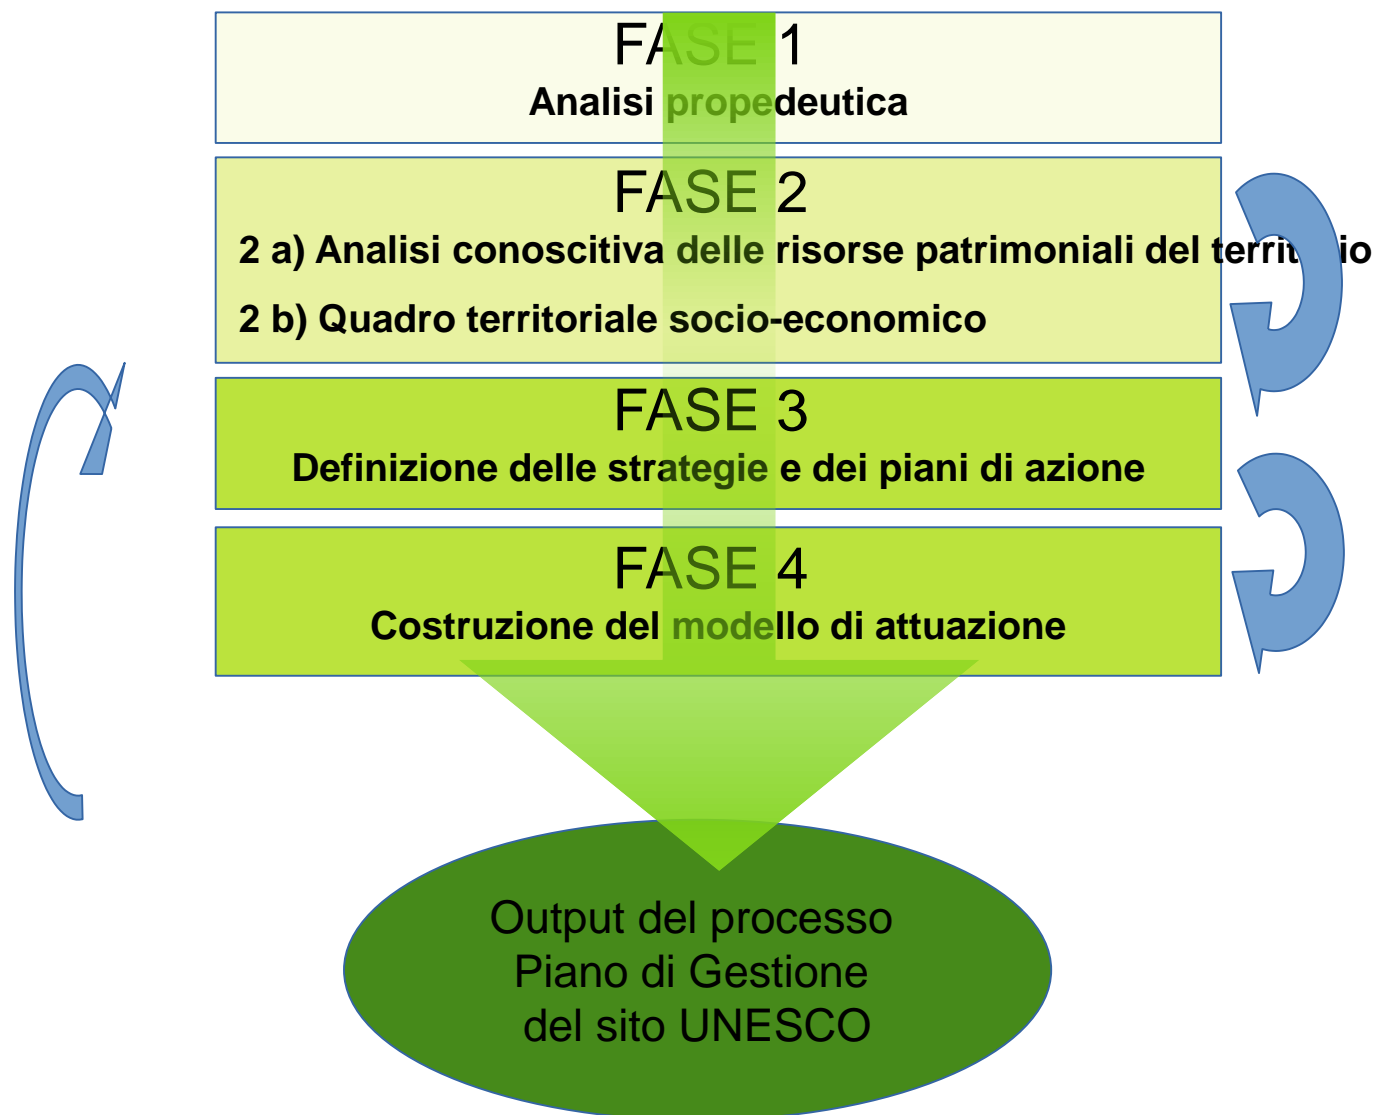 FASE 1
Analisi propedeutica
FASE 2
2 a) Analisi conoscitiva delle risorse patrimoniali del territorio
2 b) Quadro territoriale socio-economico
FASE 3
Definizione delle strategie e dei piani di azione
FASE 4
Costruzione del modello di attuazione
Output del processo
Piano di Gestione
del sito UNESCO